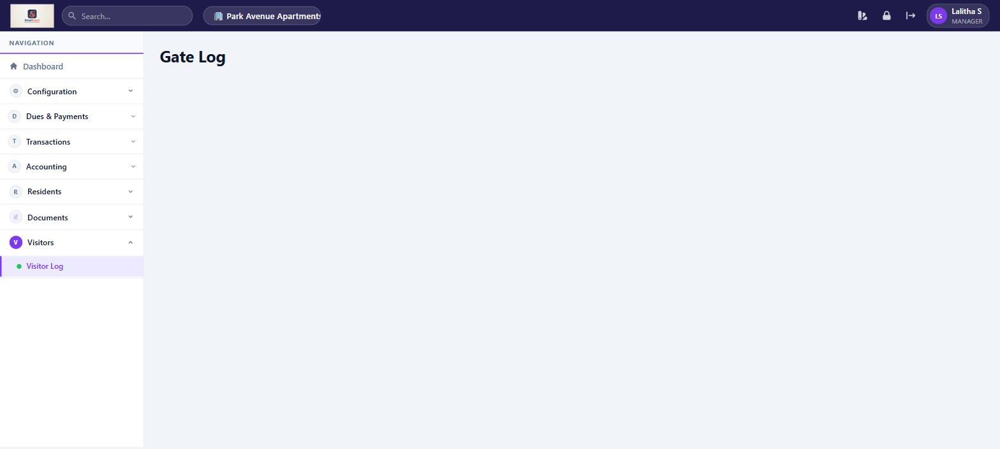 SmartAppt
Search...
Park Avenue Apartments
LS
Lalitha S
MANAGER
NAVIGATION
Dashboard
Configuration
D
Dues & Payments
T
Transactions
A
Accounting
R
Residents
Documents
V
Visitors
Visitor Log
Gate Log